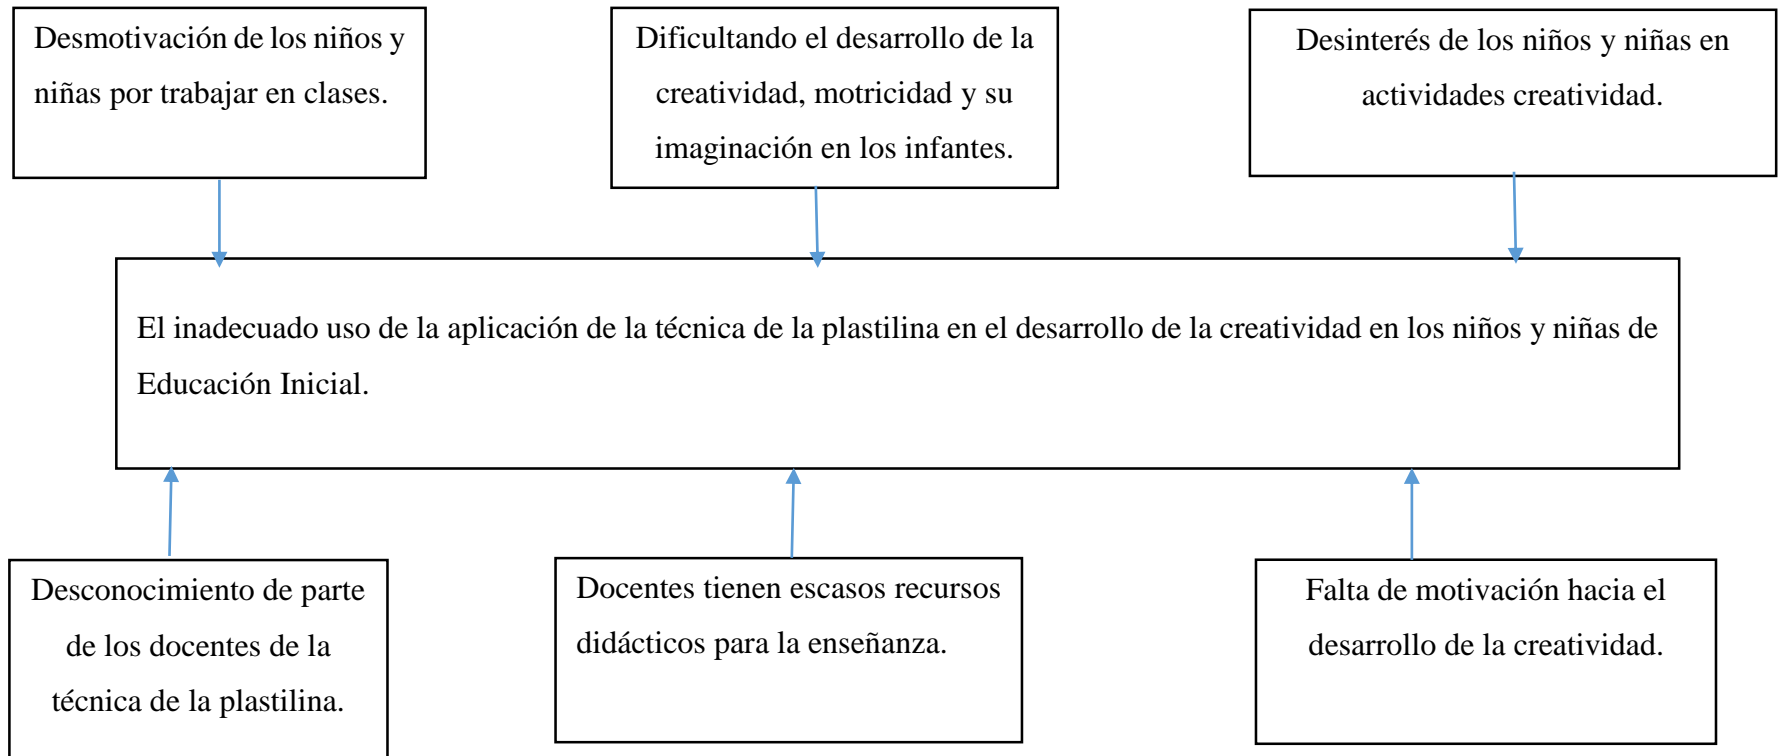 Desmotivación de los niños y
niñas por trabajar en clases.
Dificultando el desarrollo de la
creatividad, motricidad y su
imaginación en los infantes.
Desinterés de los niños y niñas en
actividades creatividad.
El inadecuado uso de la aplicación de la técnica de la plastilina en el desarrollo de la creatividad en los niños y niñas de
Educación Inicial.
Desconocimiento de parte
de los docentes de la
técnica de la plastilina.
Docentes tienen escasos recursos
didácticos para la enseñanza.
Falta de motivación hacia el
desarrollo de la creatividad.